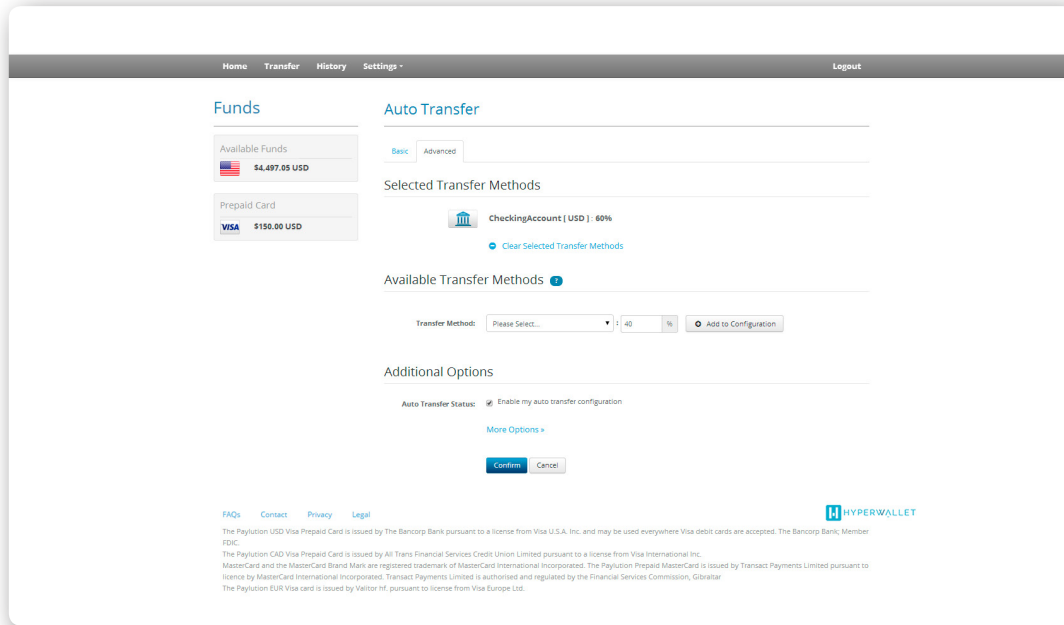 Home Transfer History Settings Logout
Funds
Available Funds
$4,497.05 USD
Prepaid Card
VISA $150.00 USD
Auto Transfer
Basic Advanced
Selected Transfer Methods
CheckingAccount [ USD ] : 60%
Clear Selected Transfer Methods
Available Transfer Methods ?
Transfer Method: Please Select... : 40 % Add to Configuration
Additional Options
Auto Transfer Status: Enable my auto transfer configuration
More Options »
Confirm Cancel
FAQs Contact Privacy Legal
HYPERWALLET
The Paylution USD Visa Prepaid Card is issued by The Bancorp Bank pursuant to a license from Visa U.S.A. Inc. and may be used everywhere Visa debit cards are accepted. The Bancorp Bank; Member
FDIC.
The Paylution CAD Visa Prepaid Card is issued by All Trans Financial Services Credit Union Limited pursuant to a license from Visa International Inc.
MasterCard and the MasterCard Brand Mark are registered trademark of MasterCard International Incorporated. The Paylution Prepaid MasterCard is issued by Transact Payments Limited pursuant to
licence by MasterCard International Incorporated. Transact Payments Limited is authorised and regulated by the Financial Services Commission, Gibraltar
The Paylution EUR Visa card is issued by Valitor hf. pursuant to license from Visa Europe Ltd.